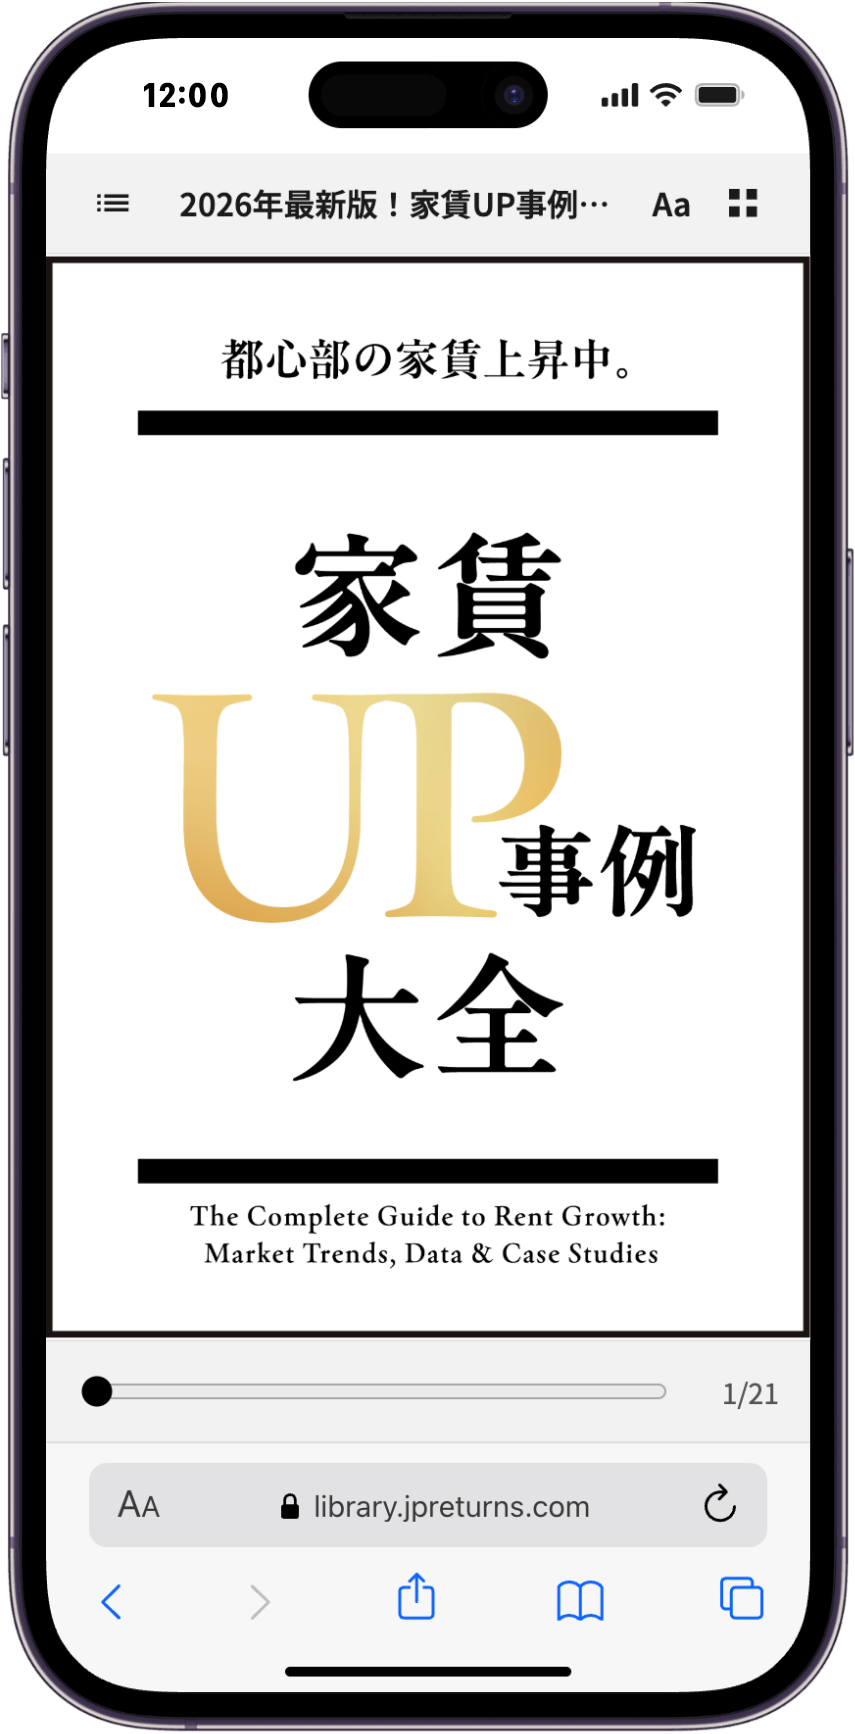 12:00
2026年最新版！家賃UP事例…
Aa
都心部の家賃上昇中。
家賃
UP事例
大全
The Complete Guide to Rent Growth:
Market Trends, Data & Case Studies
1/21
AA library.jpreturns.com